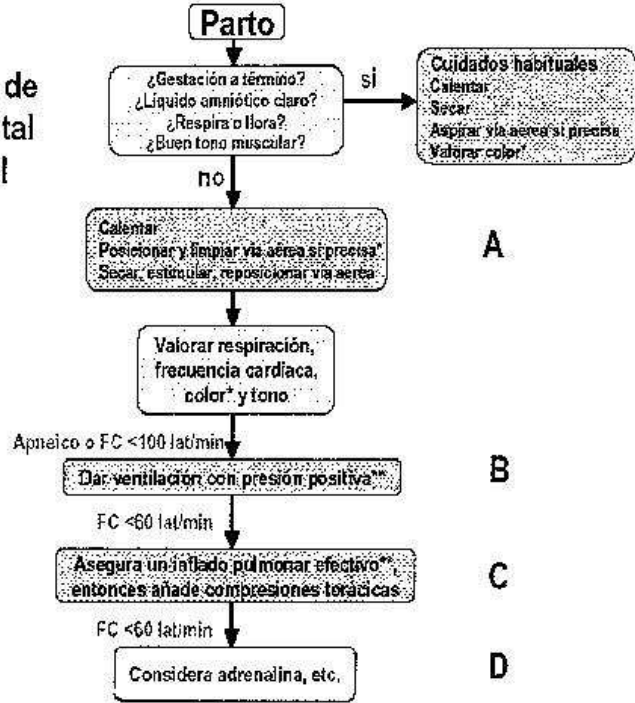 Parto
de
tal
l
¿Gestación a término?
¿Líquido amniótico claro?
¿Respira o llora?
¿Buen tono muscular?
si
Cuidados habituales
Calentar
Secar
Aspirar vía aerea si precisa
Valorar color*
no
Calentar
Posicionar y limpiar vía aérea si precisa*
Secar, estimular, reposicionar vía aerea
A
Valorar respiración,
frecuencia cardíaca,
color* y tono
Apneico o FC <100 lat/min
Dar ventilación con presión positiva**
B
FC <60 lat/min
Asegura un inflado pulmonar efectivo**,
entonces añade compresiones torácicas
C
FC <60 lat/min
Considera adrenalina, etc.
D